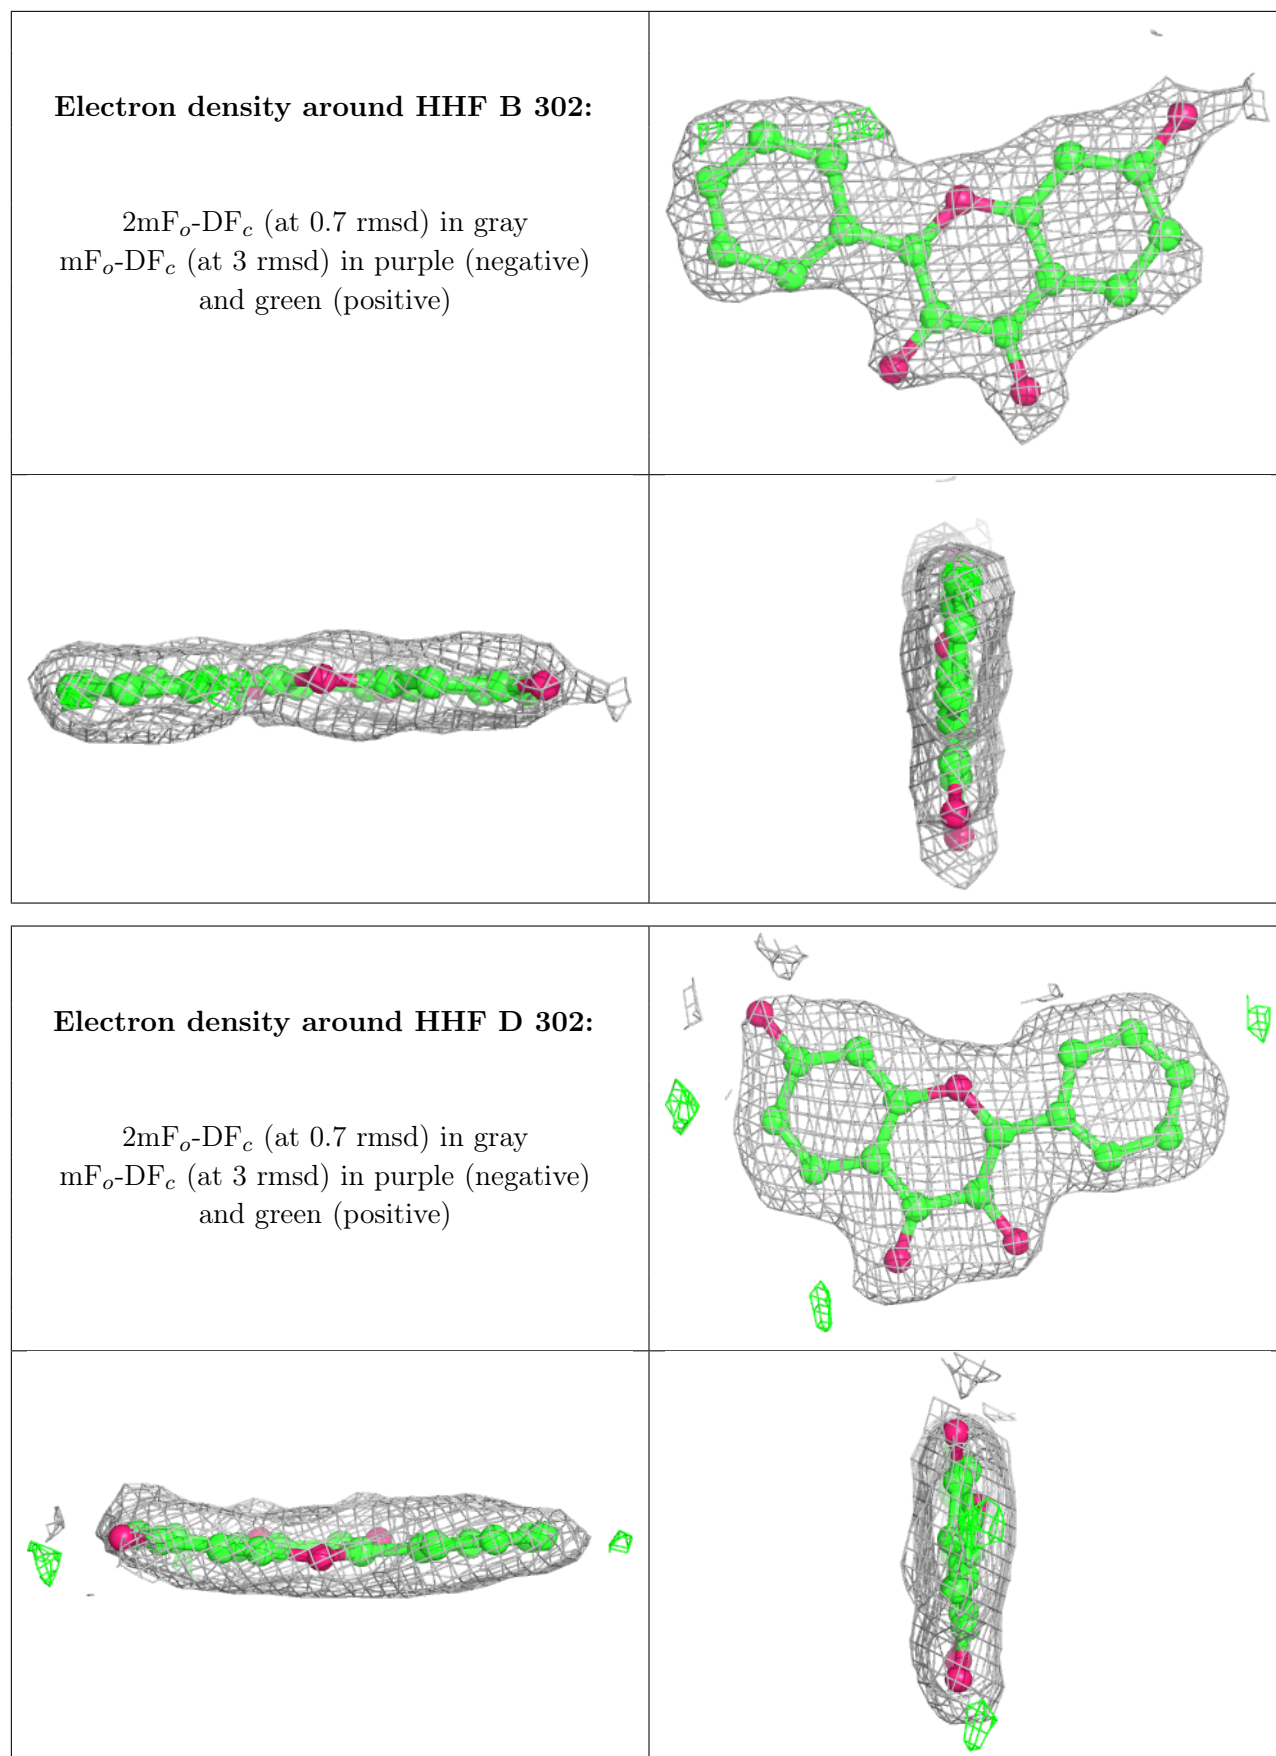 Electron density around HHF B 302:
2mFo-DFc (at 0.7 rmsd) in gray
mFo-DFc (at 3 rmsd) in purple (negative)
and green (positive)
Electron density around HHF D 302:
2mFo-DFc (at 0.7 rmsd) in gray
mFo-DFc (at 3 rmsd) in purple (negative)
and green (positive)